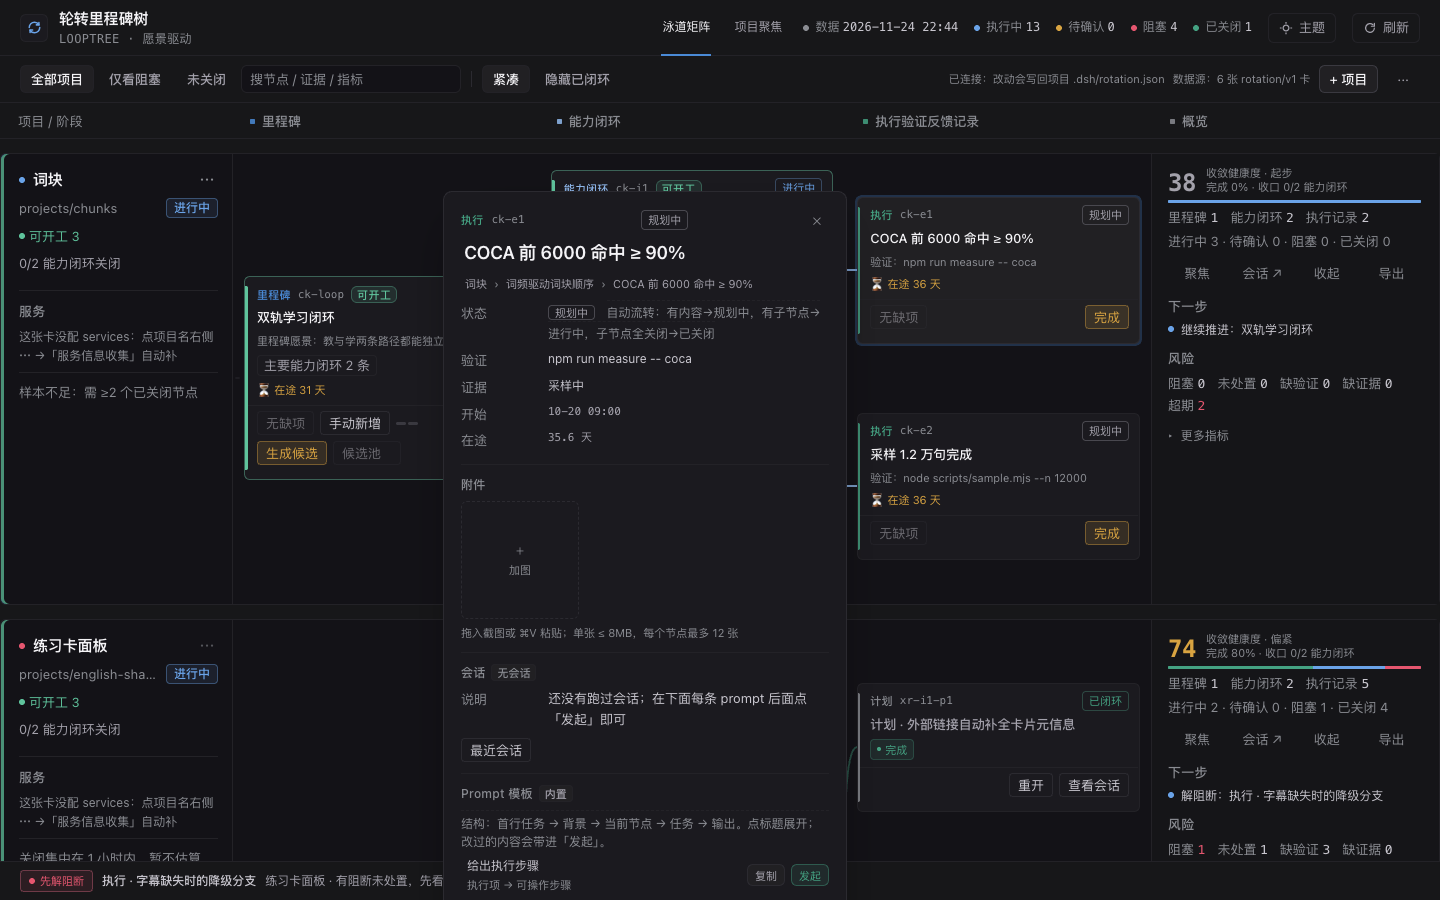 轮转里程碑树
LOOPTREE · 愿景驱动
泳道矩阵
项目聚焦
数据 2026-11-24 22:44
执行中 13
待确认 0
阻塞 4
已关闭 1
主题
刷新
全部项目
仅看阻塞
未关闭
搜节点 / 证据 / 指标
紧凑
隐藏已闭环
已连接：改动会写回项目 .dsh/rotation.json
数据源：6 张 rotation/v1 卡
+ 项目
···
项目 / 阶段
里程碑
能力闭环
执行验证反馈记录
概览
词块
···
projects/chunks
进行中
可开工 3
0/2 能力闭环关闭
服务
这张卡没配 services：点项目名右侧
··· →「服务信息收集」自动补
样本不足：需 ≥2 个已关闭节点
里程碑 ck-loop 可开工
双轨学习闭环
里程碑愿景：教与学两条路径都能独立
主要能力闭环 2 条
⏳ 在途 31 天
无缺项
手动新增
生成候选
候选池
能力闭环 ck-i1 可开工
进行中
执行 ck-e1
规划中
×
COCA 前 6000 命中 ≥ 90%
词块 › 词频驱动词块顺序 › COCA 前 6000 命中 ≥ 90%
状态
规划中 自动流转：有内容→规划中，有子节点→
进行中，子节点全关闭→已关闭
验证
npm run measure -- coca
证据
采样中
开始
10-20 09:00
在途
35.6 天
附件
+
加图
拖入截图或 ⌘V 粘贴；单张 ≤ 8MB，每个节点最多 12 张
会话 无会话
说明
还没有跑过会话；在下面每条 prompt 后面点
「发起」即可
最近会话
Prompt 模板 内置
结构：首行任务 → 背景 → 当前节点 → 任务 → 输出。点标题展开；
改过的内容会带进「发起」。
给出执行步骤
执行项 → 可操作步骤
复制
发起
执行 ck-e1
规划中
COCA 前 6000 命中 ≥ 90%
验证：npm run measure -- coca
⏳ 在途 36 天
无缺项
完成
执行 ck-e2
规划中
采样 1.2 万句完成
验证：node scripts/sample.mjs --n 12000
⏳ 在途 36 天
无缺项
完成
38
收敛健康度 · 起步
完成 0% · 收口 0/2 能力闭环
里程碑 1 能力闭环 2 执行记录 2
进行中 3 · 待确认 0 · 阻塞 0 · 已关闭 0
聚焦
会话 ↗
收起
导出
下一步
继续推进：双轨学习闭环
风险
阻塞 0 未处置 0 缺验证 0 缺证据 0
超期 2
▸ 更多指标
练习卡面板
···
projects/english-sha...
进行中
可开工 3
0/2 能力闭环关闭
服务
这张卡没配 services：点项目名右侧
··· →「服务信息收集」自动补
关闭集中在 1 小时内，暂不估算
计划 xr-i1-p1
已闭环
计划 · 外部链接自动补全卡片元信息
完成
重开
查看会话
74
收敛健康度 · 偏紧
完成 80% · 收口 0/2 能力闭环
里程碑 1 能力闭环 2 执行记录 5
进行中 2 · 待确认 0 · 阻塞 1 · 已关闭 4
聚焦
会话 ↗
收起
导出
下一步
解阻断：执行 · 字幕缺失时的降级分支
风险
阻塞 1 未处置 1 缺验证 3 缺证据 0
先解阻断
执行 · 字幕缺失时的降级分支
练习卡面板 · 有阻断未处置，先看